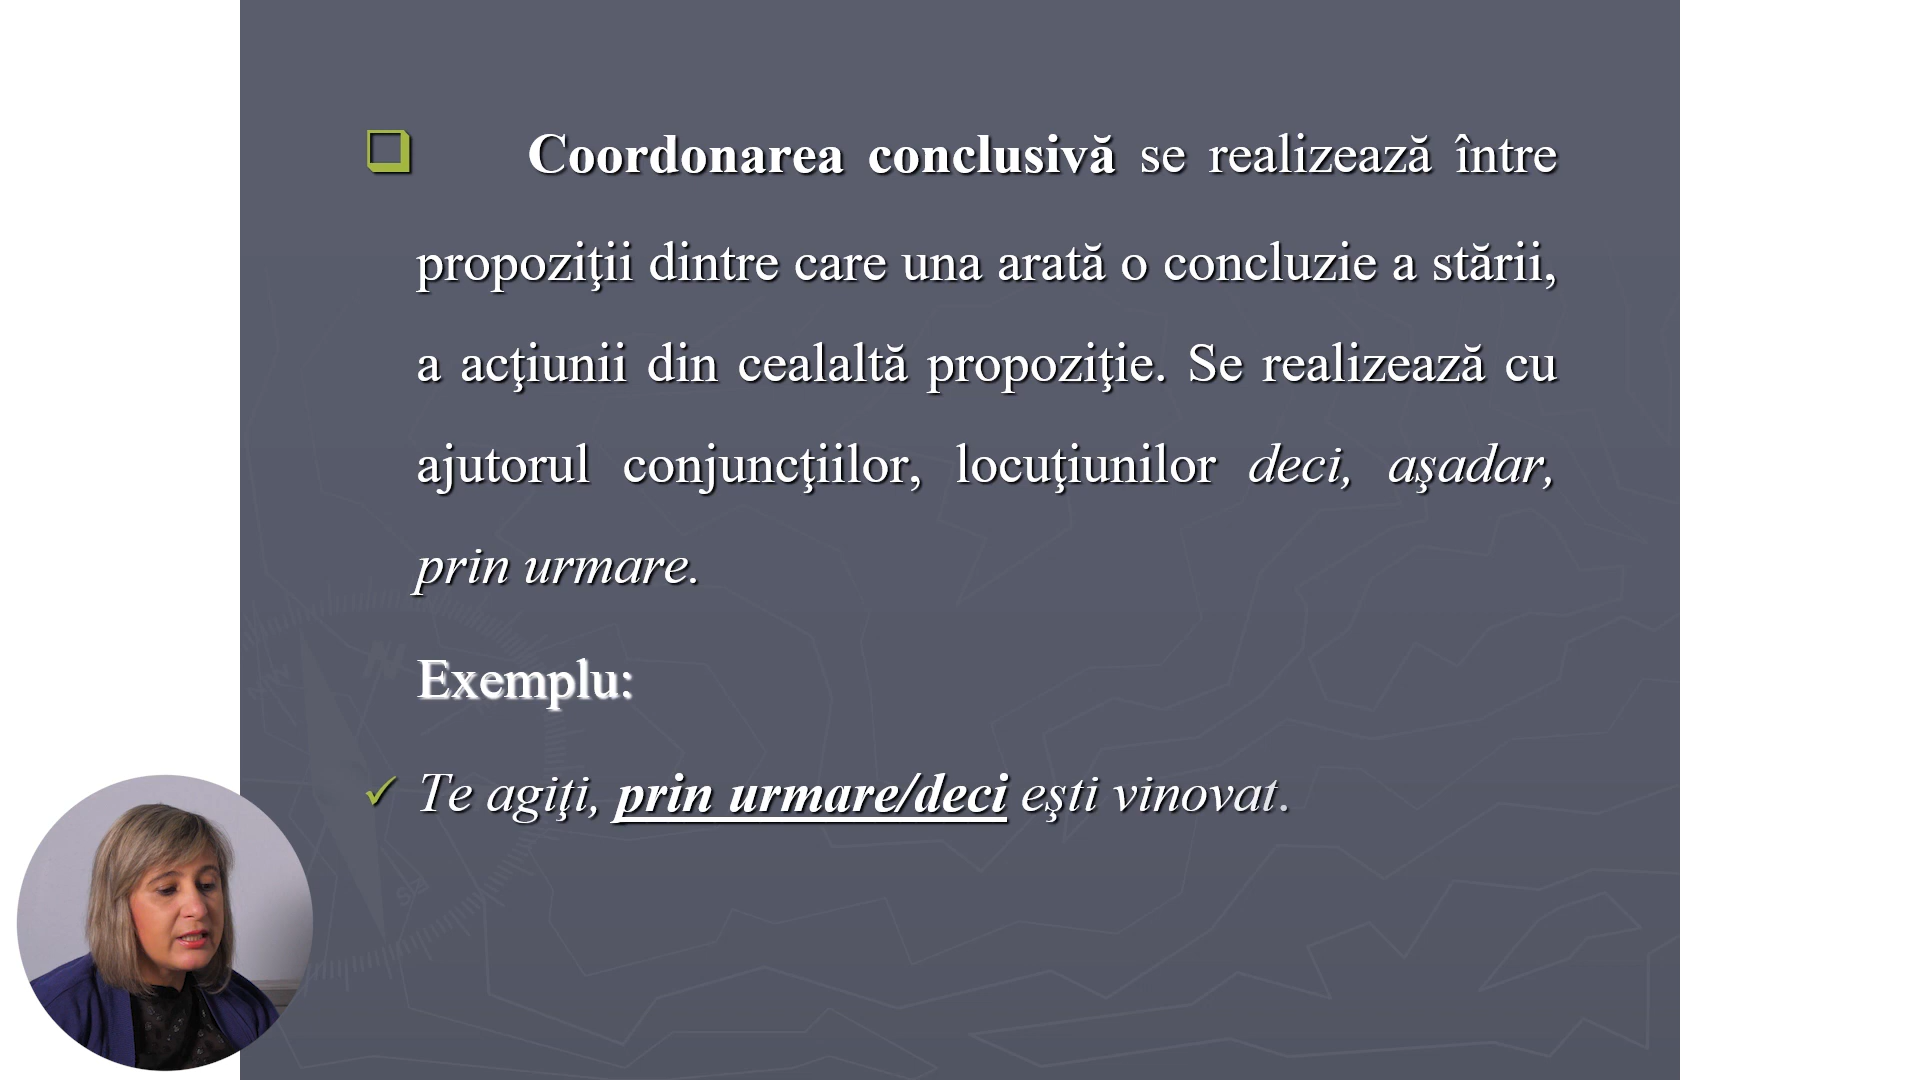 Coordonarea conclusivă se realizează între
propoziţii dintre care una arată o concluzie a stării,
a acţiunii din cealaltă propoziţie. Se realizează cu
ajutorul conjuncţiilor, locuţiunilor deci, aşadar,
prin urmare.
Exemplu:
Te agiţi, prin urmare/deci eşti vinovat.